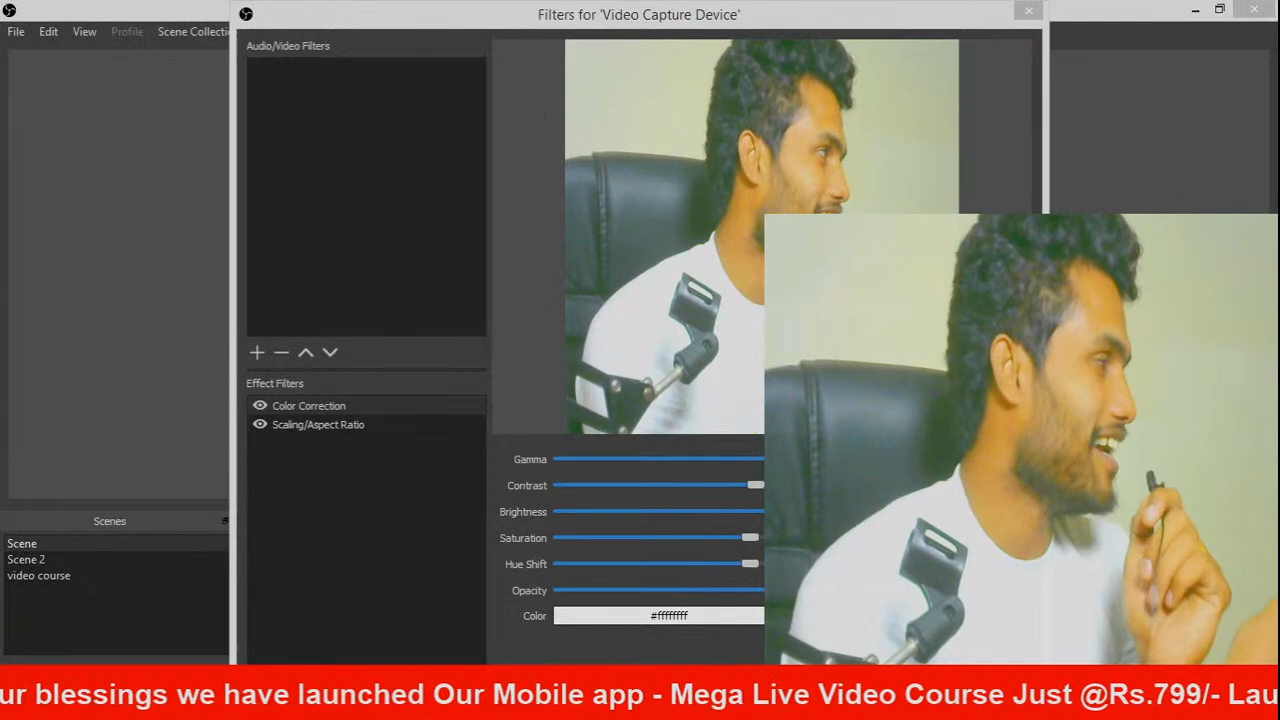 Filters for 'Video Capture Device'
File Edit View Profile Scene Collecti
Audio/Video Filters
Effect Filters
Color Correction
Scaling/Aspect Ratio
Gamma
Contrast
Brightness
Saturation
Hue Shift
Opacity
Color #ffffffff
Scenes
Scene
Scene 2
video course
ur blessings we have launched Our Mobile app - Mega Live Video Course Just @Rs.799/- Lau